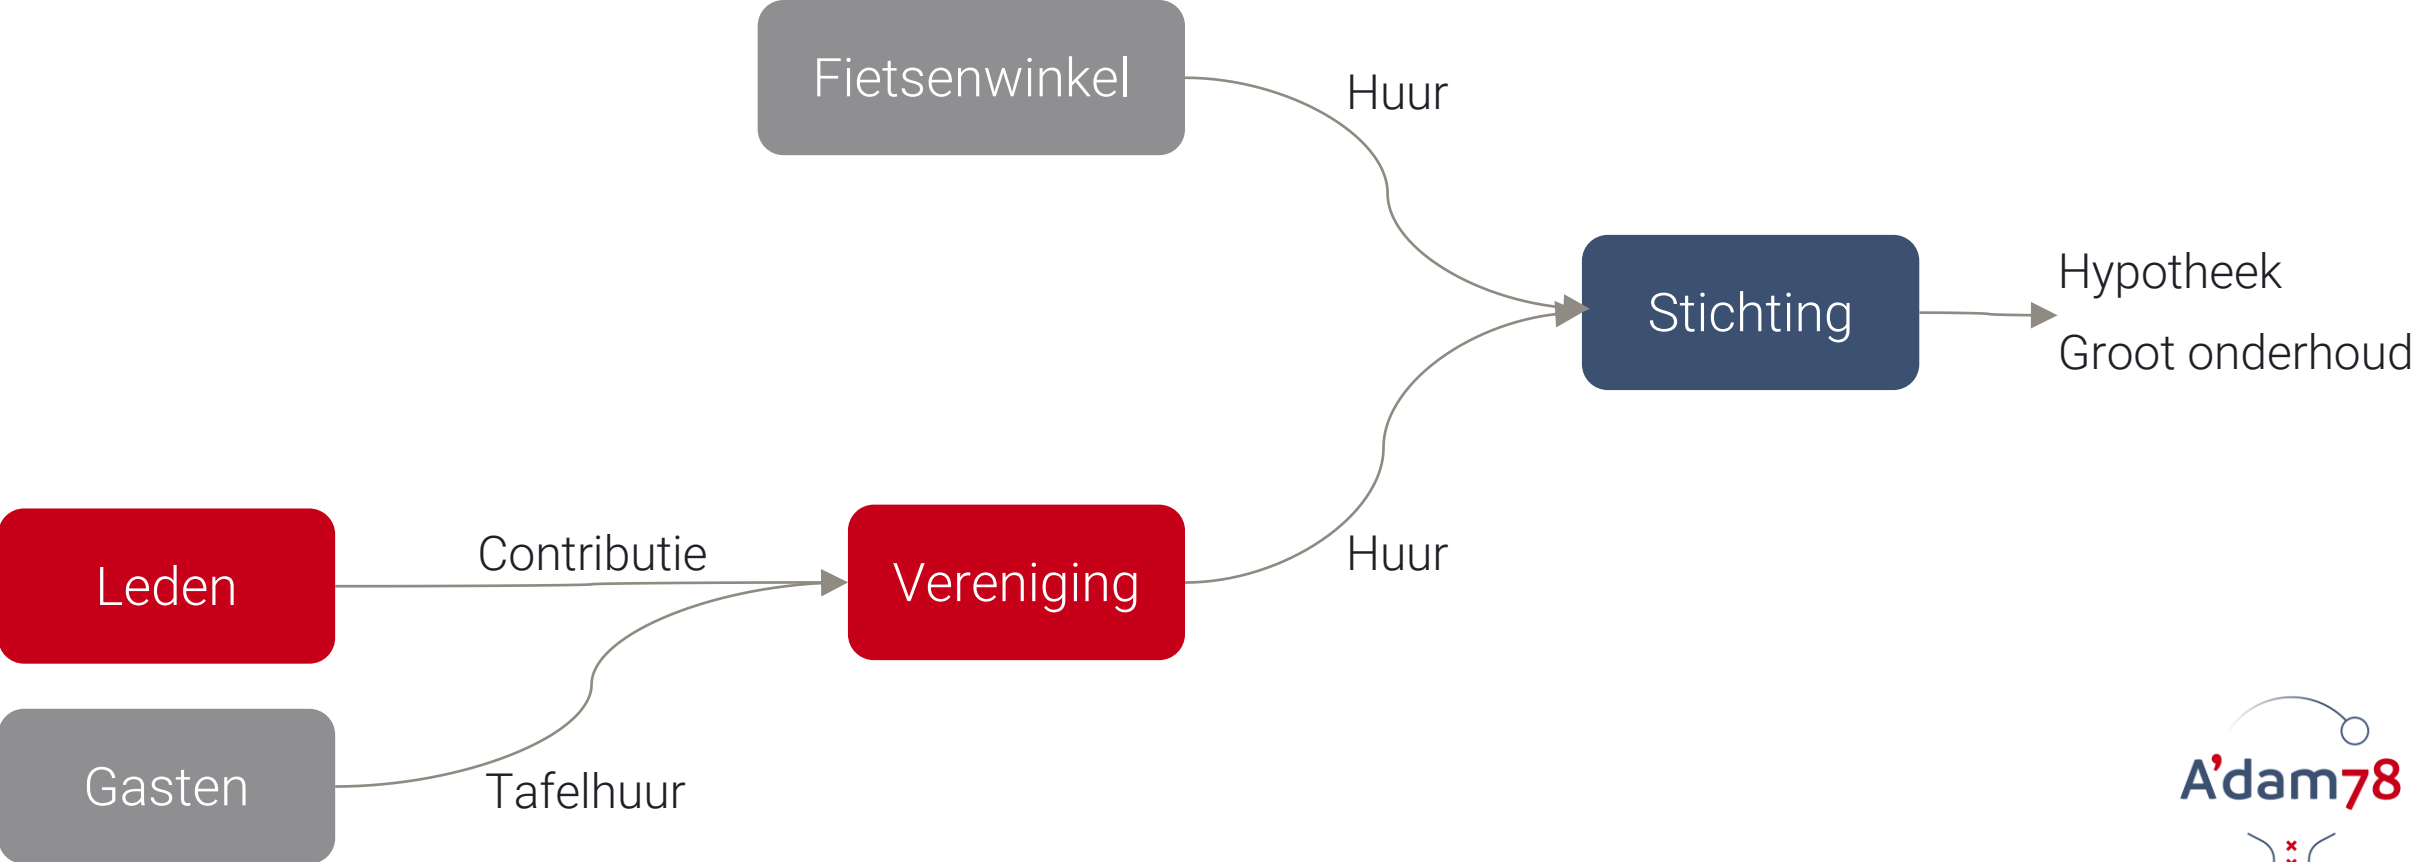 Fietsenwinkel
Huur
Stichting
Hypotheek
Groot onderhoud
Leden
Contributie
Vereniging
Huur
Gasten
Tafelhuur
A'dam78